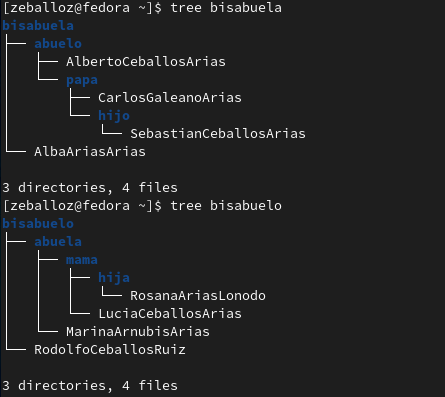 [zeballoz@fedora ~]$ tree bisabuela
bisabuela
├── abuelo
│   ├── AlbertoCeballosArias
│   └── papa
│       ├── CarlosGaleanoArias
│       └── hijo
│           └── SebastianCeballosArias
└── AlbaAriasArias

3 directories, 4 files
[zeballoz@fedora ~]$ tree bisabuelo
bisabuelo
├── abuela
│   ├── mama
│   │   ├── hija
│   │   │   └── RosanaAriasLonodo
│   │   └── LuciaCeballosArias
│   └── MarinaArnubisArias
└── RodolfoCeballosRuiz

3 directories, 4 files